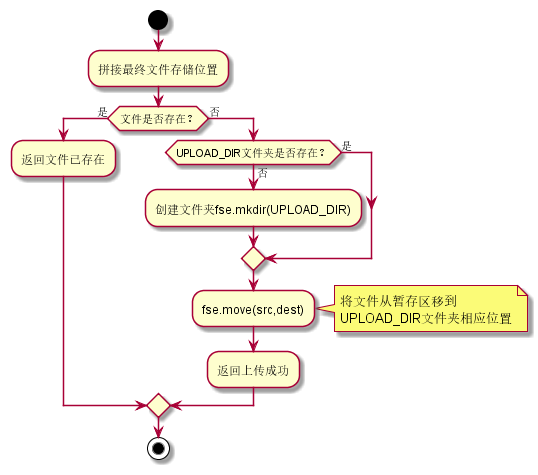 拼接最终文件存储位置
是
文件是否存在?
否
返回文件已存在
UPLOAD_DIR文件夹是否存在?
是
否
创建文件夹fse.mkdir(UPLOAD_DIR)
fse.move(src,dest)
将文件从暂存区移到
UPLOAD_DIR文件夹相应位置
返回上传成功